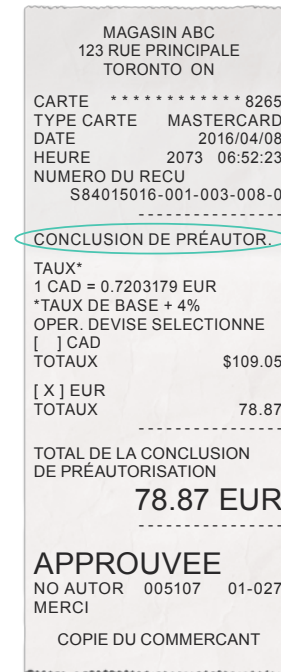 MAGASIN ABC
123 RUE PRINCIPALE
TORONTO ON
CARTE ************ 8265
TYPE CARTE MASTERCARD
DATE 2016/04/08
HEURE 2073 06:52:23
NUMERO DU RECU
S84015016-001-003-008-0
- - - - - - - - - - - - - -
CONCLUSION DE PRÉAUTOR.
TAUX*
1 CAD = 0.7203179 EUR
*TAUX DE BASE + 4%
OPER. DEVISE SELECTIONNE
[ ] CAD
TOTAUX $109.05
[ X ] EUR
TOTAUX 78.87
- - - - - - - - - - - - - -
TOTAL DE LA CONCLUSION
DE PRÉAUTORISATION
78.87 EUR
- - - - - - - - - - - - - -
APPROUVEE
NO AUTOR 005107 01-027
MERCI
COPIE DU COMMERCANT